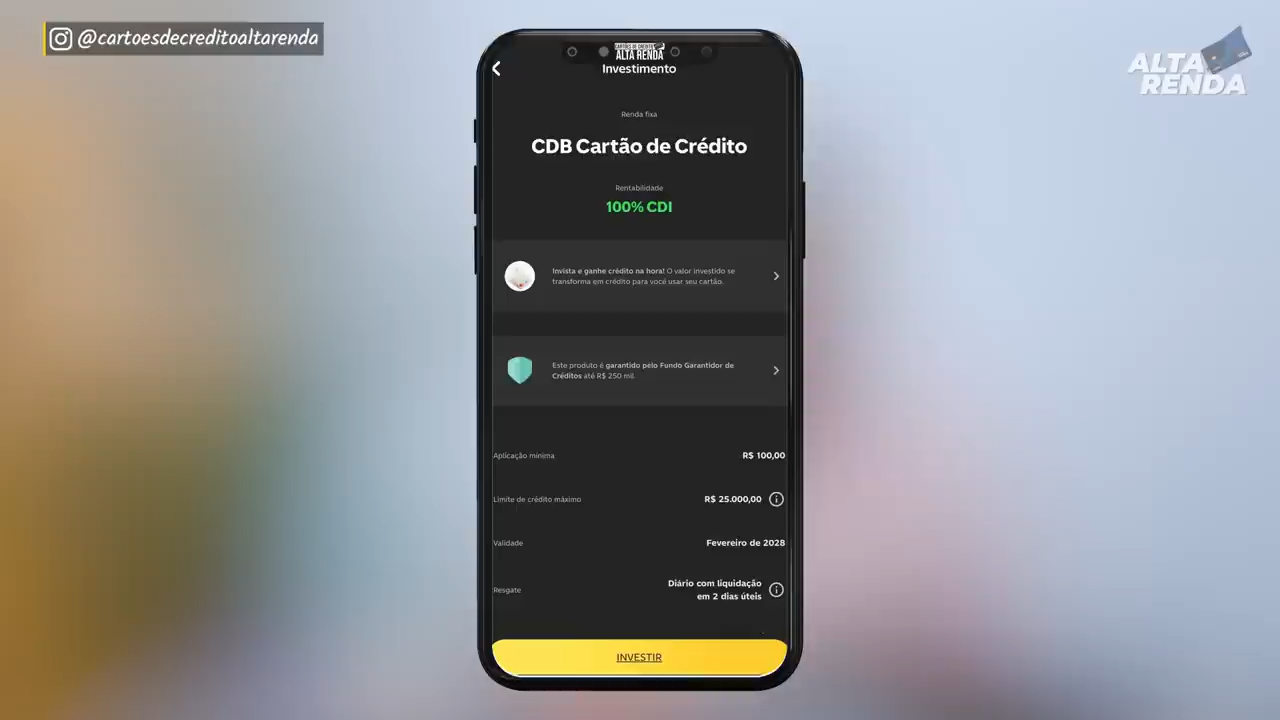 @cartoesdecreditoaltarenda
ALTA
RENDA
CARTÕES DE CRÉDITO
ALTA RENDA
Investimento
Renda fixa
CDB Cartão de Crédito
Rentabilidade
100% CDI
Invista e ganhe crédito na hora! O valor investido se
transforma em crédito para você usar seu cartão.
Este produto é garantido pelo Fundo Garantidor de
Créditos até R$ 250 mil.
Aplicação mínima R$ 100,00
Limite de crédito máximo R$ 25.000,00
Validade Fevereiro de 2028
Resgate Diário com liquidação
em 2 dias úteis
INVESTIR